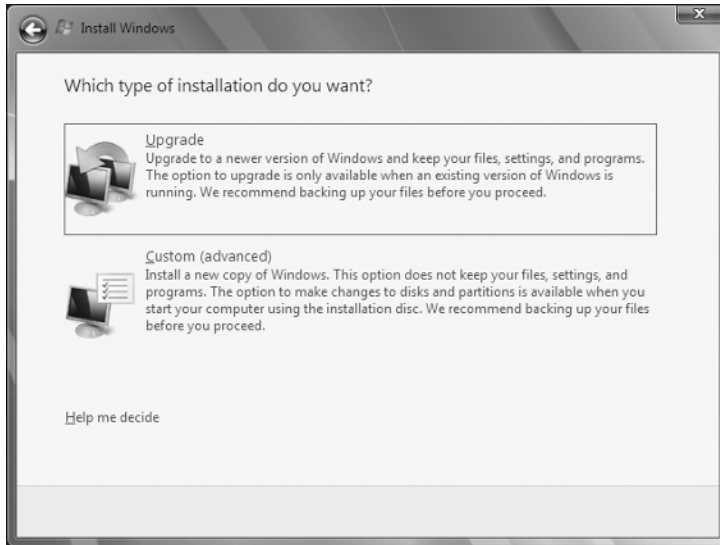 Install Windows
Which type of installation do you want?
Upgrade
Upgrade to a newer version of Windows and keep your files, settings, and programs.
The option to upgrade is only available when an existing version of Windows is
running. We recommend backing up your files before you proceed.
Custom (advanced)
Install a new copy of Windows. This option does not keep your files, settings, and
programs. The option to make changes to disks and partitions is available when you
start your computer using the installation disc. We recommend backing up your files
before you proceed.
Help me decide